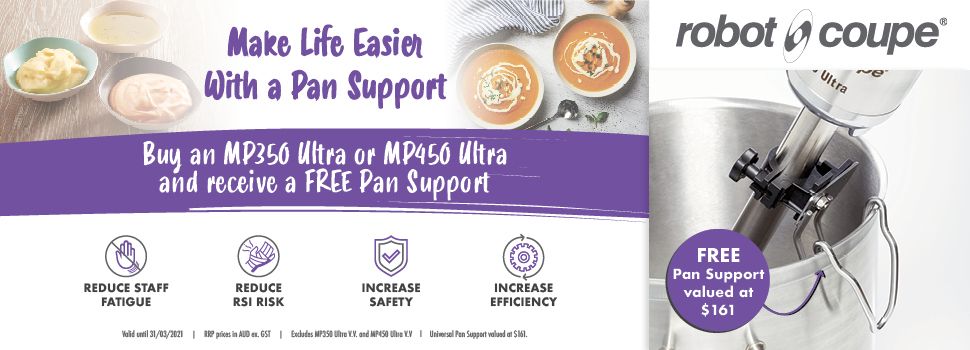 Make Life Easier
With a Pan Support
robot coupe®
Ultra
Buy an MP350 Ultra or MP450 Ultra
and receive a FREE Pan Support
REDUCE STAFF
FATIGUE
REDUCE
RSI RISK
INCREASE
SAFETY
INCREASE
EFFICIENCY
FREE
Pan Support
valued at
$161
Valid until 31/03/2021 | RRP prices in AUD ex. GST | Excludes MP350 Ultra V.V. and MP450 Ultra V.V | Universal Pan Support valued at $161.